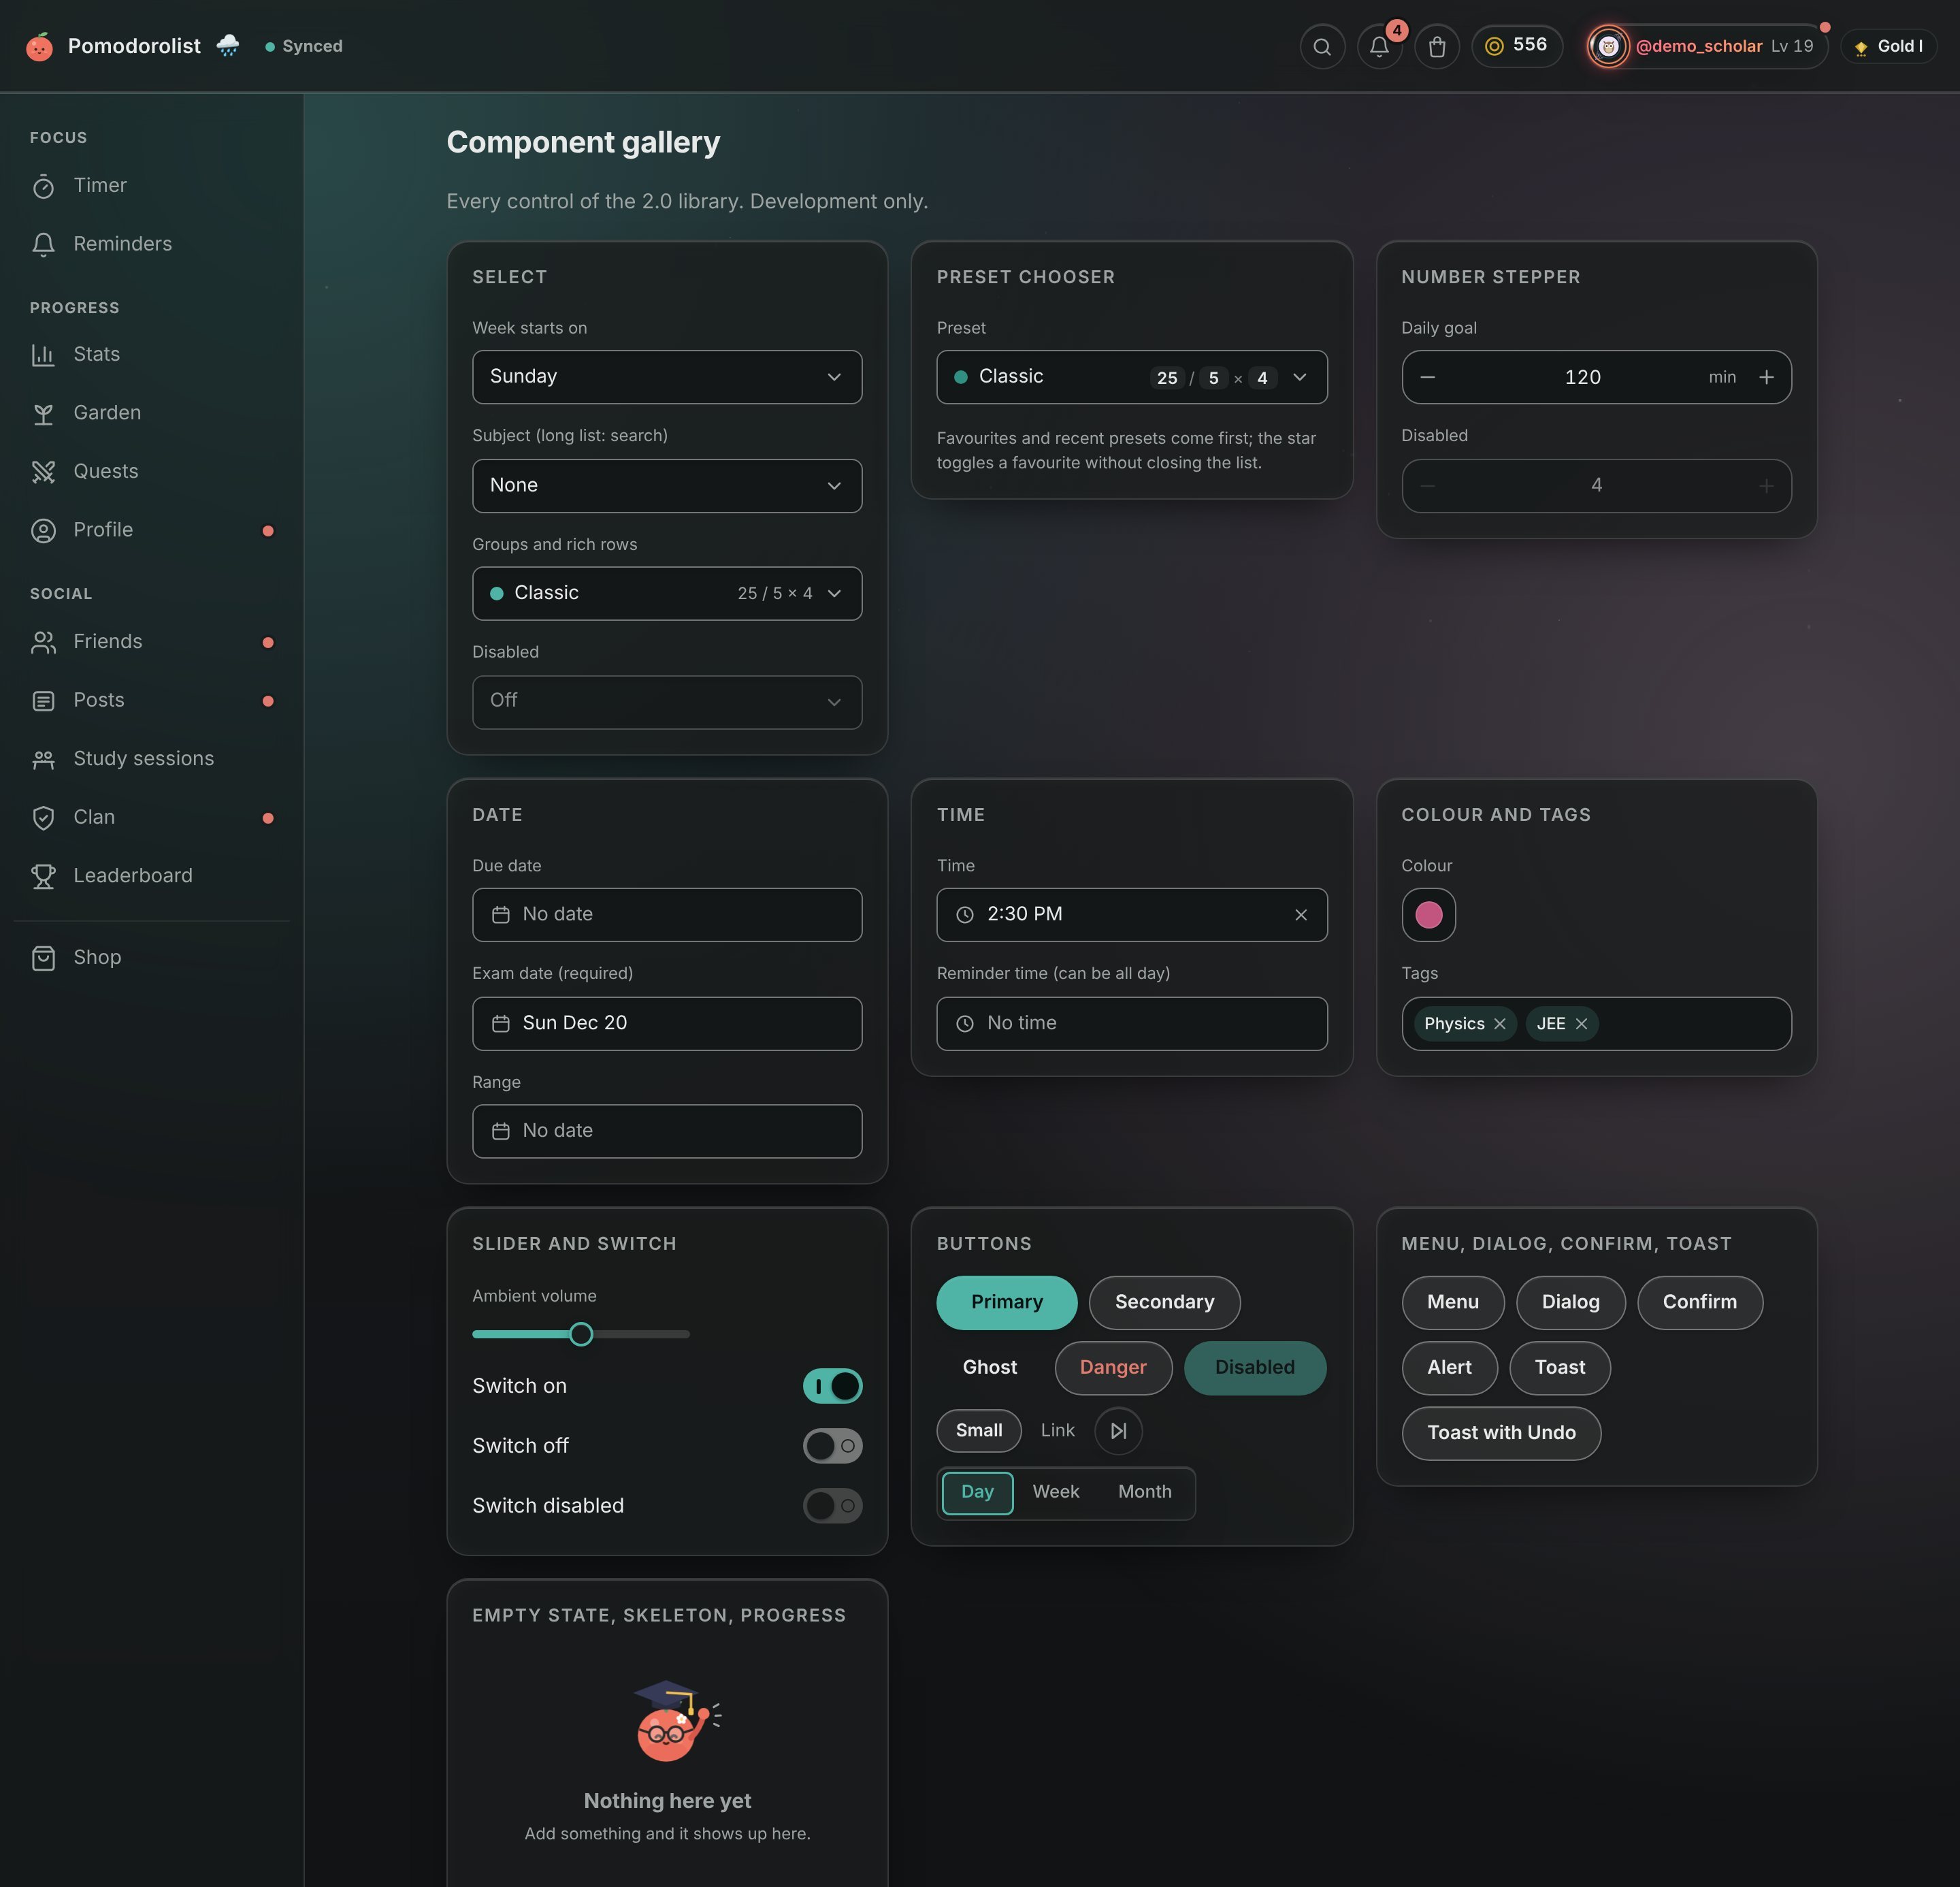 Pomodorolist
Synced
4
556
@demo_scholar Lv 19
Gold I
FOCUS
Timer
Reminders
PROGRESS
Stats
Garden
Quests
Profile
SOCIAL
Friends
Posts
Study sessions
Clan
Leaderboard
Shop
Component gallery
Every control of the 2.0 library. Development only.
SELECT
Week starts on
Sunday
Subject (long list: search)
None
Groups and rich rows
Classic 25 / 5 × 4
Disabled
Off
PRESET CHOOSER
Preset
Classic 25 / 5 × 4
Favourites and recent presets come first; the star
toggles a favourite without closing the list.
NUMBER STEPPER
Daily goal
120 min
Disabled
4
DATE
Due date
No date
Exam date (required)
Sun Dec 20
Range
No date
TIME
Time
2:30 PM
Reminder time (can be all day)
No time
COLOUR AND TAGS
Colour
Tags
Physics JEE
SLIDER AND SWITCH
Ambient volume
Switch on
Switch off
Switch disabled
BUTTONS
Primary Secondary
Ghost Danger Disabled
Small Link
Day Week Month
MENU, DIALOG, CONFIRM, TOAST
Menu Dialog Confirm
Alert Toast
Toast with Undo
EMPTY STATE, SKELETON, PROGRESS
Nothing here yet
Add something and it shows up here.